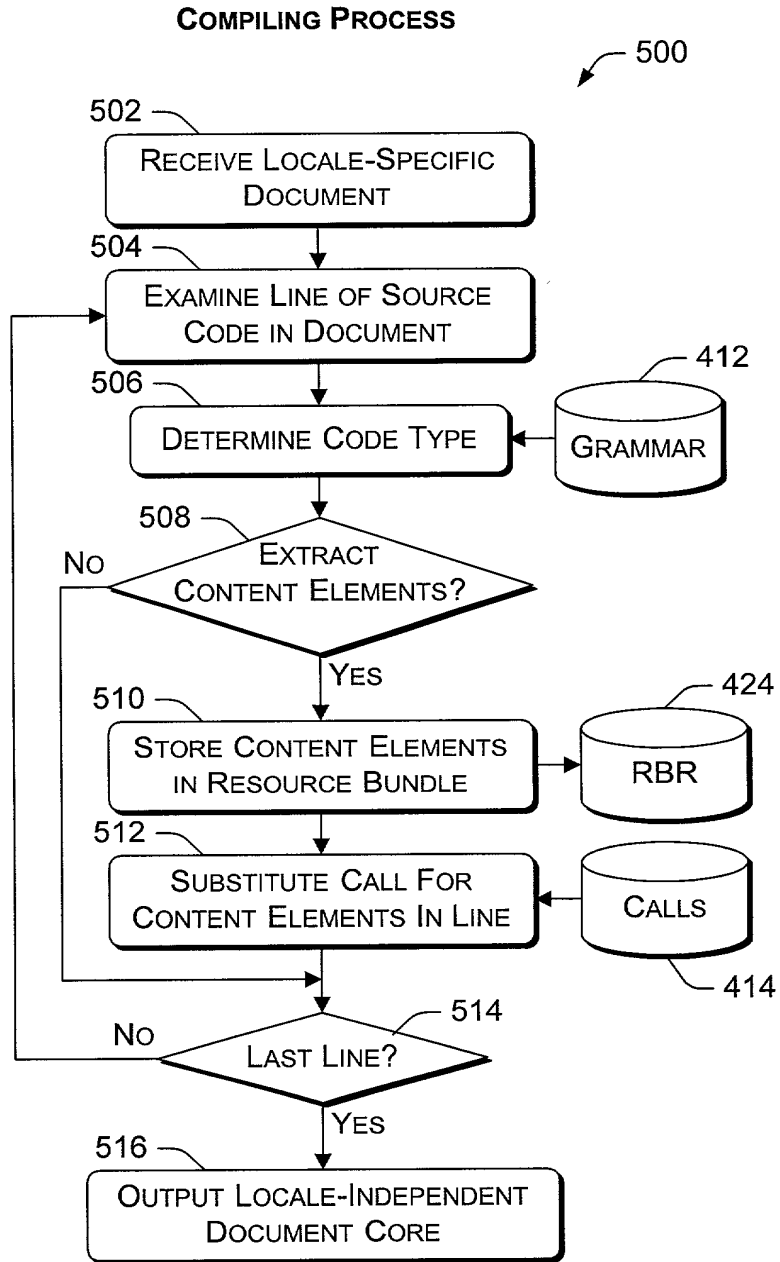 COMPILING PROCESS
500
502
RECEIVE LOCALE-SPECIFIC
DOCUMENT
504
EXAMINE LINE OF SOURCE
CODE IN DOCUMENT
506
DETERMINE CODE TYPE
412
GRAMMAR
508
EXTRACT
CONTENT ELEMENTS?
NO
YES
510
STORE CONTENT ELEMENTS
IN RESOURCE BUNDLE
424
RBR
512
SUBSTITUTE CALL FOR
CONTENT ELEMENTS IN LINE
CALLS
414
514
LAST LINE?
NO
YES
516
OUTPUT LOCALE-INDEPENDENT
DOCUMENT CORE